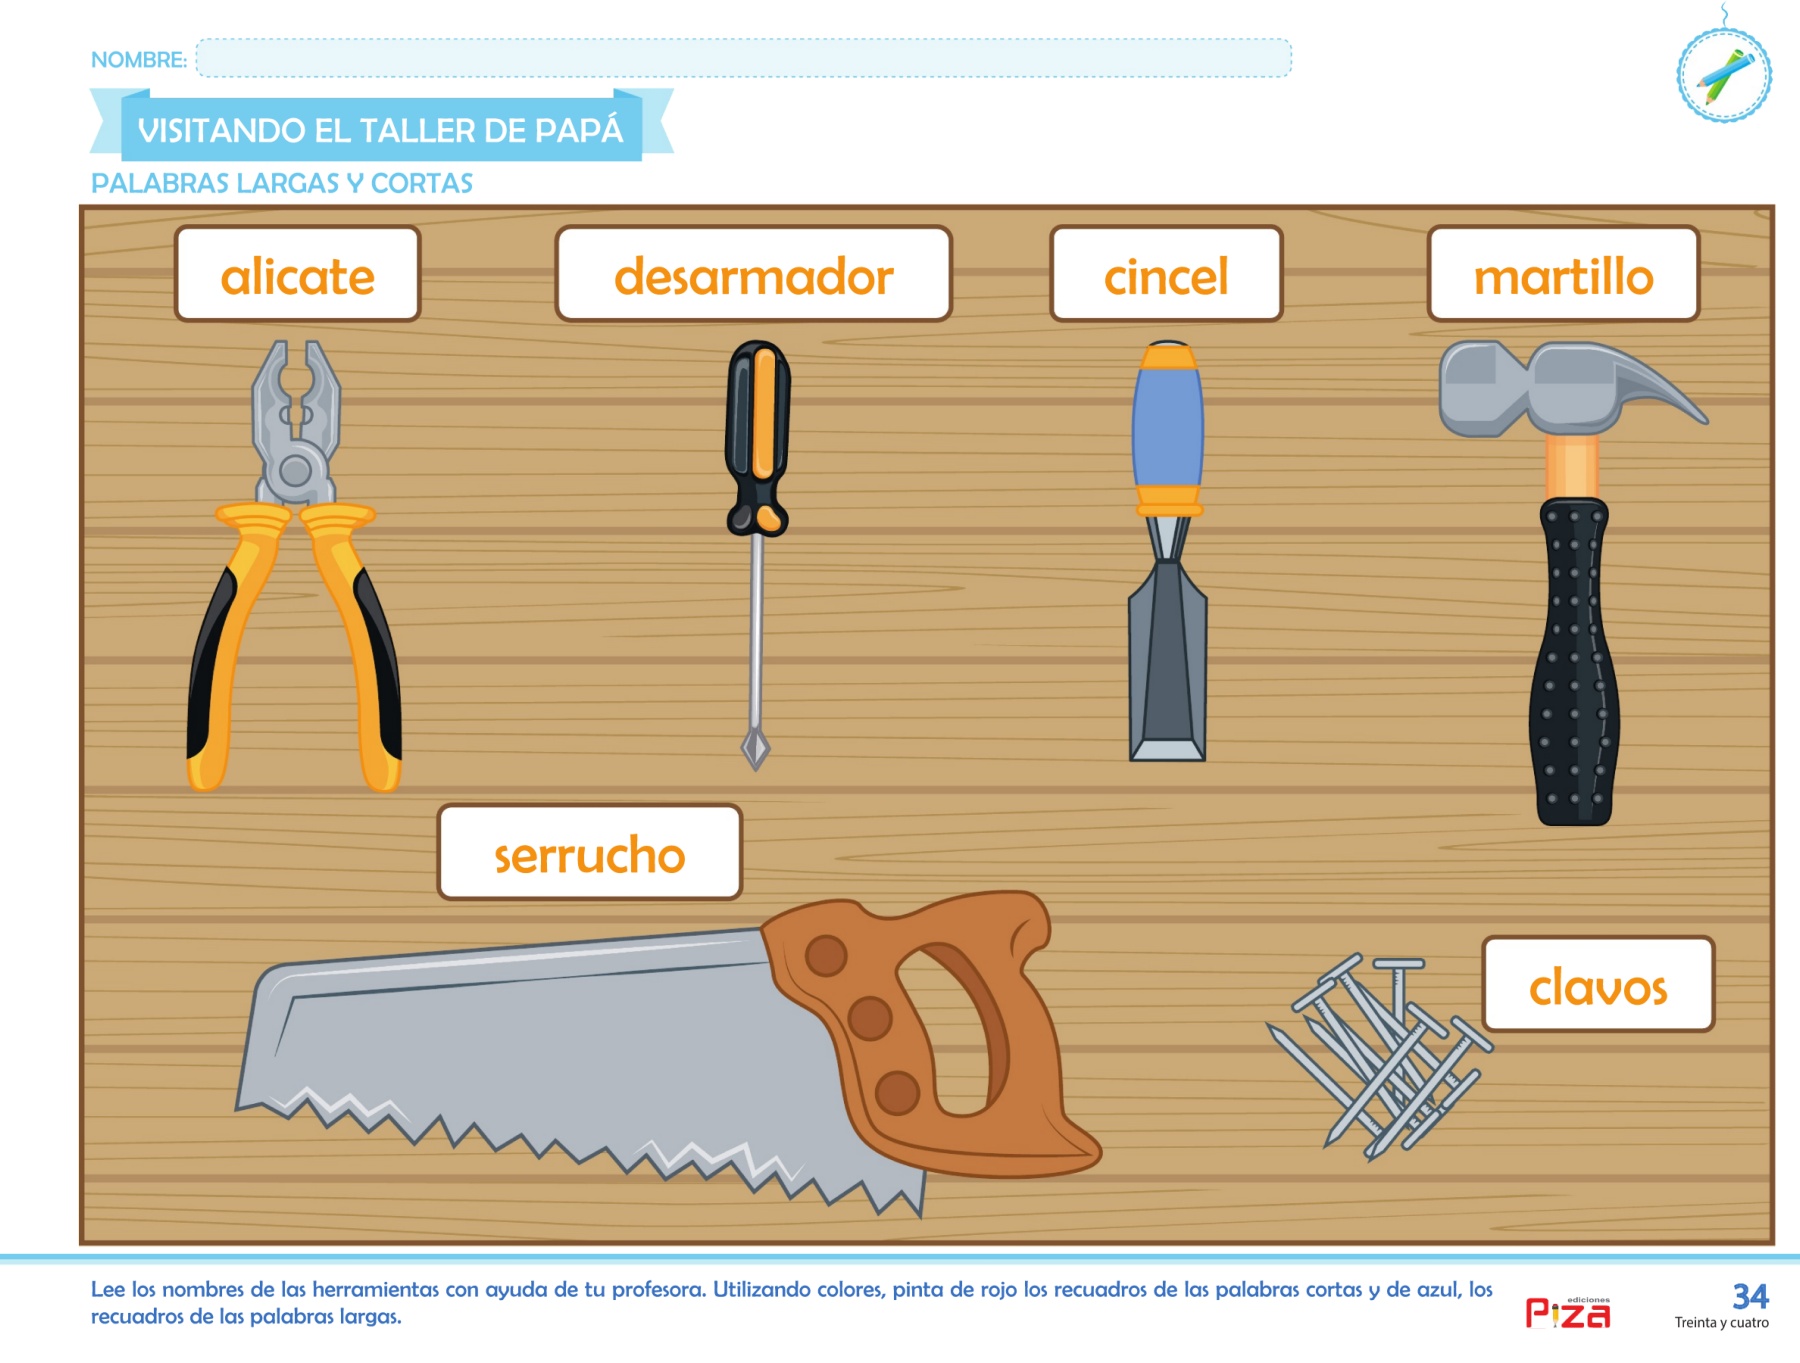 NOMBRE:
VISITANDO EL TALLER DE PAPÁ
PALABRAS LARGAS Y CORTAS
alicate
desarmador
cincel
martillo
serrucho
clavos
Lee los nombres de las herramientas con ayuda de tu profesora. Utilizando colores, pinta de rojo los recuadros de las palabras cortas y de azul, los
recuadros de las palabras largas.
ediciones
Piza
34
Treinta y cuatro